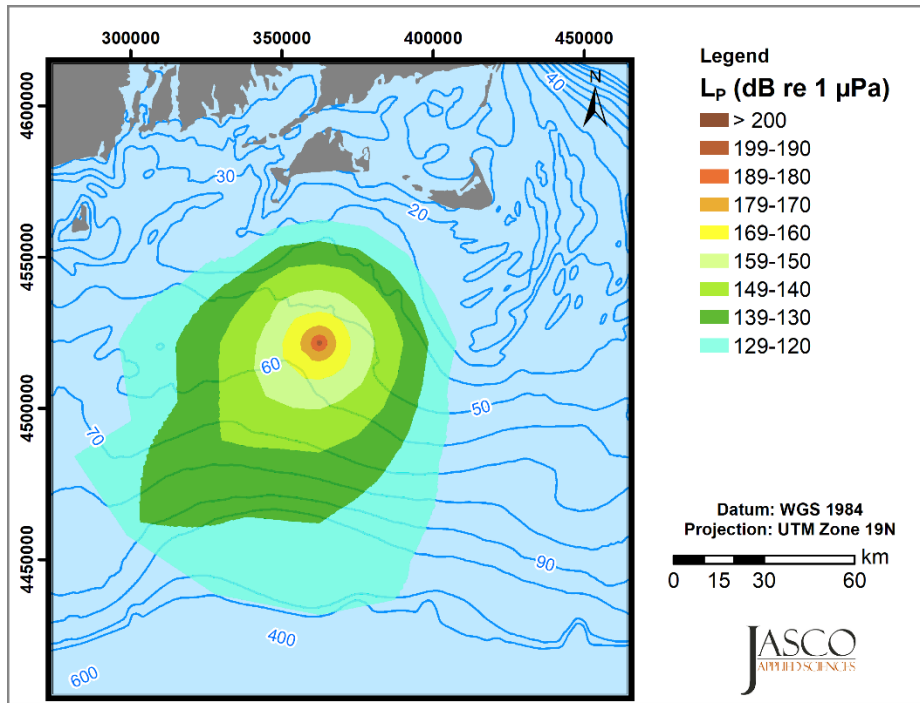 300000 350000 400000 450000
4600000
4550000
4500000
4450000
40
N
30
20
60
50
70
90
400
600
Legend
LP (dB re 1 µPa)
> 200
199-190
189-180
179-170
169-160
159-150
149-140
139-130
129-120
Datum: WGS 1984
Projection: UTM Zone 19N
km
0 15 30 60
JASCO
APPLIED SCIENCES